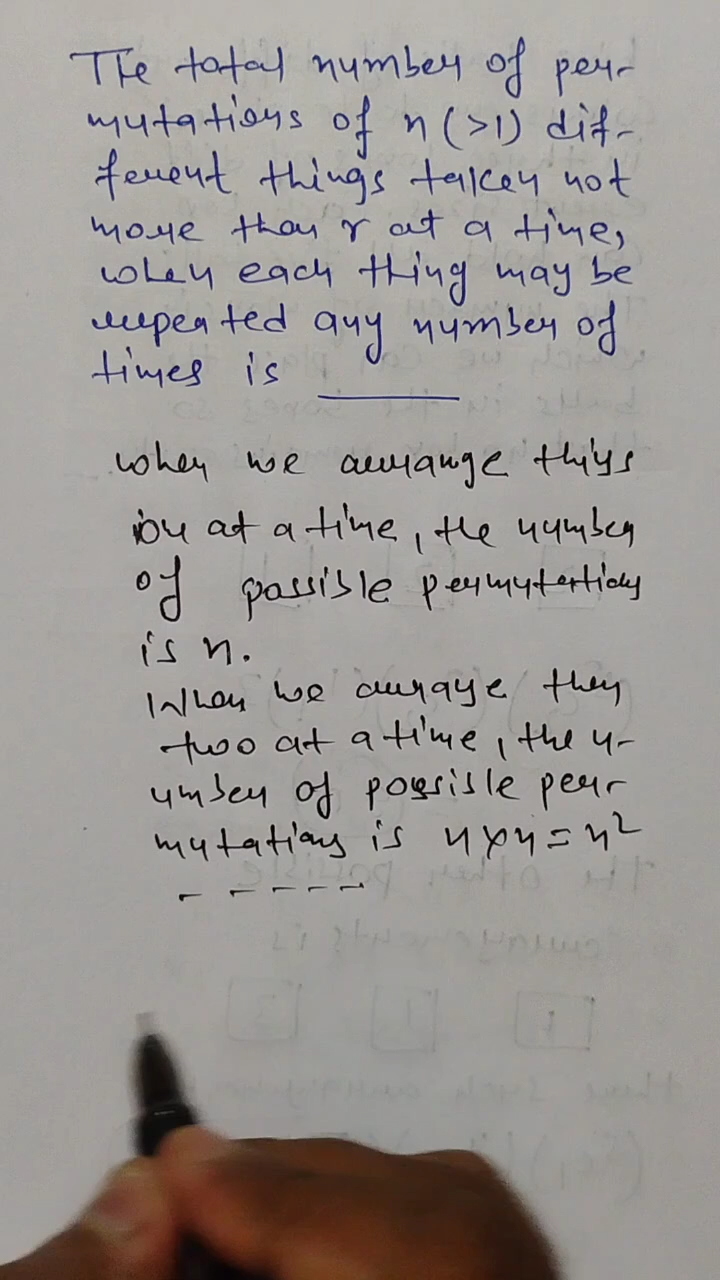 The total number of per-
mutations of n (>1) dif-
ferent things taken not
more than r at a time,
when each thing may be
repeated any number of
times is ______
when we arrange things
one at a time, the number
of possible permutations
is n.
When we arrange them
two at a time, the n-
umber of possible per-
mutations is n x n = n²
- - - - -